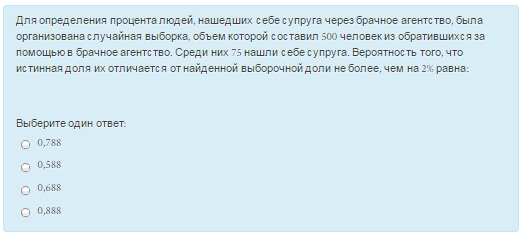 Для определения процента людей, нашедших себе супруга через брачное агентство, была
организована случайная выборка, объем которой составил 500 человек из обратившихся за
помощью в брачное агентство. Среди них 75 нашли себе супруга. Вероятность того, что
истинная доля их отличается от найденной выборочной доли не более, чем на 2% равна:
Выберите один ответ:
0,788
0,588
0,688
0,888